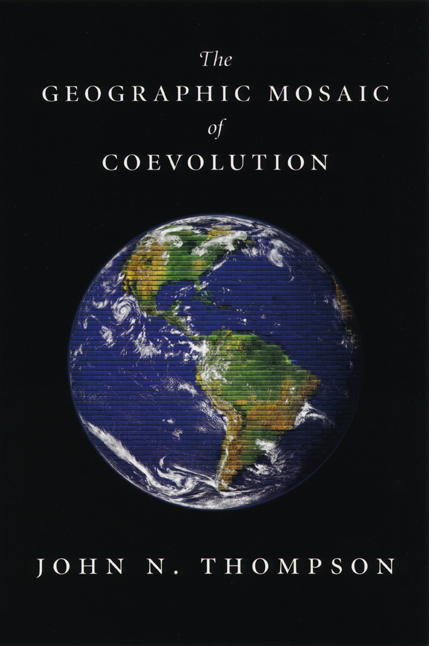 The
GEOGRAPHIC MOSAIC
of
COEVOLUTION
JOHN N. THOMPSON